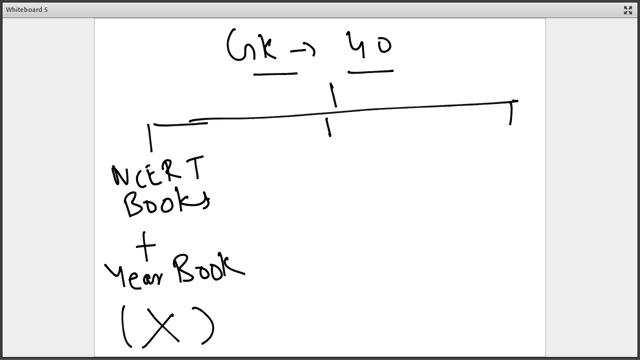 Whiteboard 5
GK → 40
NCERT
Books
+
Year Book
(X)